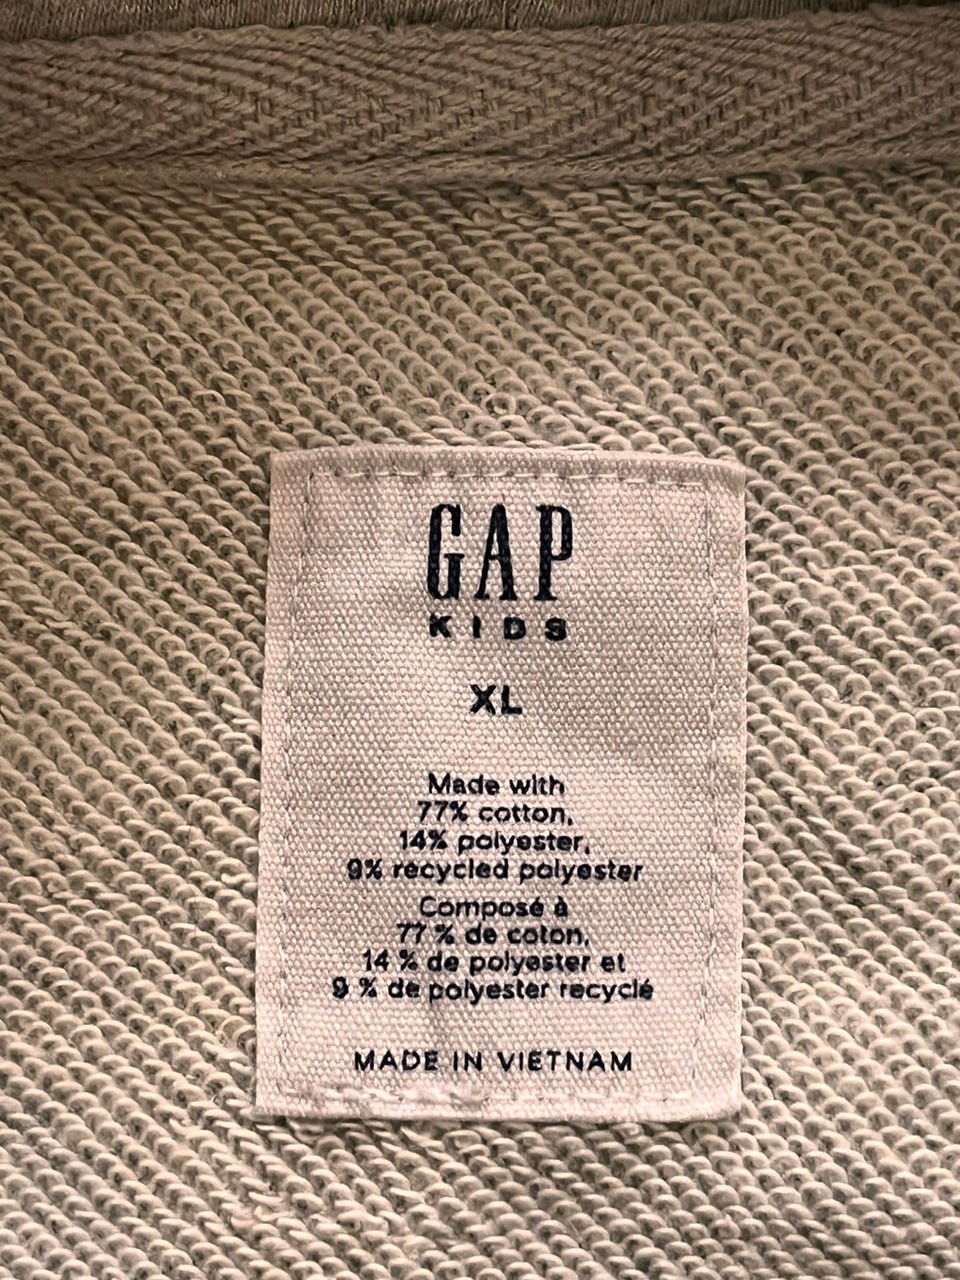 GAP
KIDS
XL
Made with
77% cotton,
14% polyester,
9% recycled polyester
Composé à
77 % de coton,
14 % de polyester et
9 % de polyester recyclé
MADE IN VIETNAM